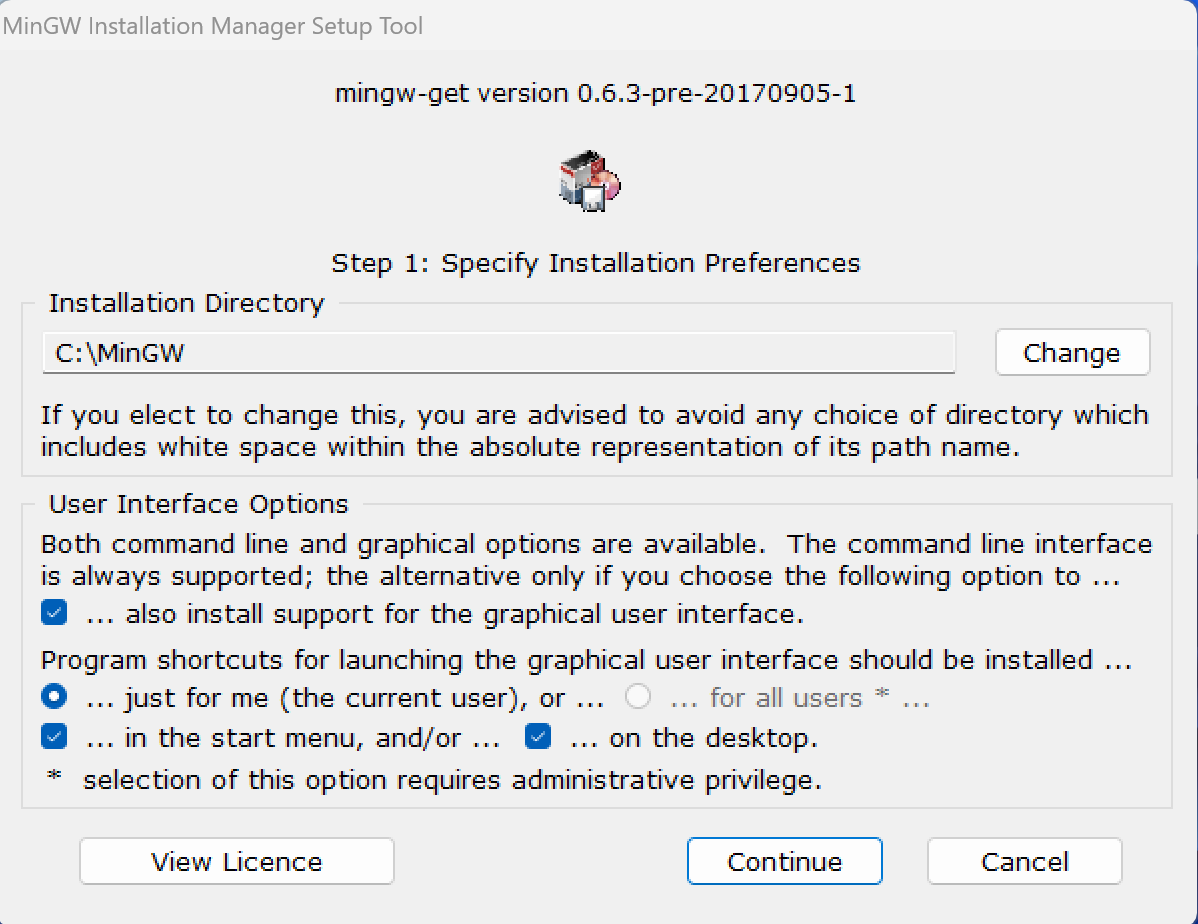 MinGW Installation Manager Setup Tool
mingw-get version 0.6.3-pre-20170905-1
Step 1: Specify Installation Preferences
Installation Directory
C:\MinGW
Change
If you elect to change this, you are advised to avoid any choice of directory which
includes white space within the absolute representation of its path name.
User Interface Options
Both command line and graphical options are available.  The command line interface
is always supported; the alternative only if you choose the following option to ...
... also install support for the graphical user interface.
Program shortcuts for launching the graphical user interface should be installed ...
... just for me (the current user), or ... ... for all users * ...
... in the start menu, and/or ... ... on the desktop.
* selection of this option requires administrative privilege.
View Licence Continue Cancel